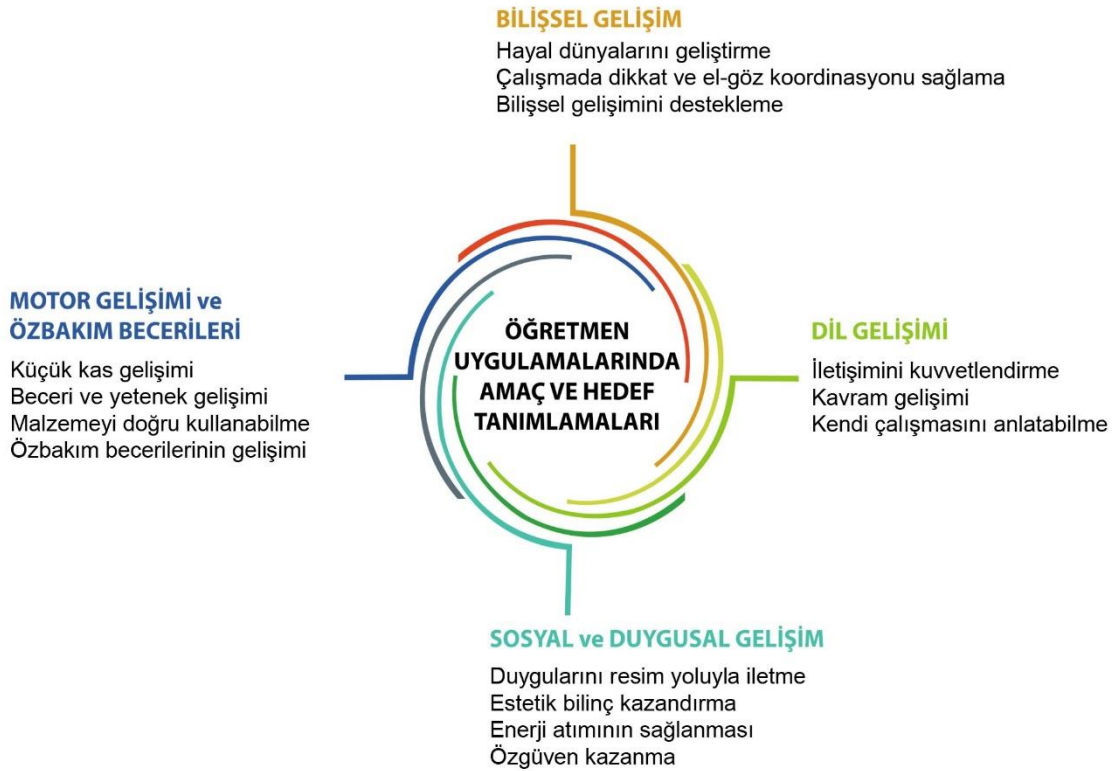 BİLİŞSEL GELİŞİM
Hayal dünyalarını geliştirme
Çalışmada dikkat ve el-göz koordinasyonu sağlama
Bilişsel gelişimini destekleme
MOTOR GELİŞİMİ ve
ÖZBAKIM BECERİLERİ
Küçük kas gelişimi
Beceri ve yetenek gelişimi
Malzemeyi doğru kullanabilme
Özbakım becerilerinin gelişimi
ÖĞRETMEN
UYGULAMALARINDA
AMAÇ VE HEDEF
TANIMLAMALARI
DİL GELİŞİMİ
İletişimini kuvvetlendirme
Kavram gelişimi
Kendi çalışmasını anlatabilme
SOSYAL ve DUYGUSAL GELİŞİM
Duygularını resim yoluyla iletme
Estetik bilinç kazandırma
Enerji atımının sağlanması
Özgüven kazanma